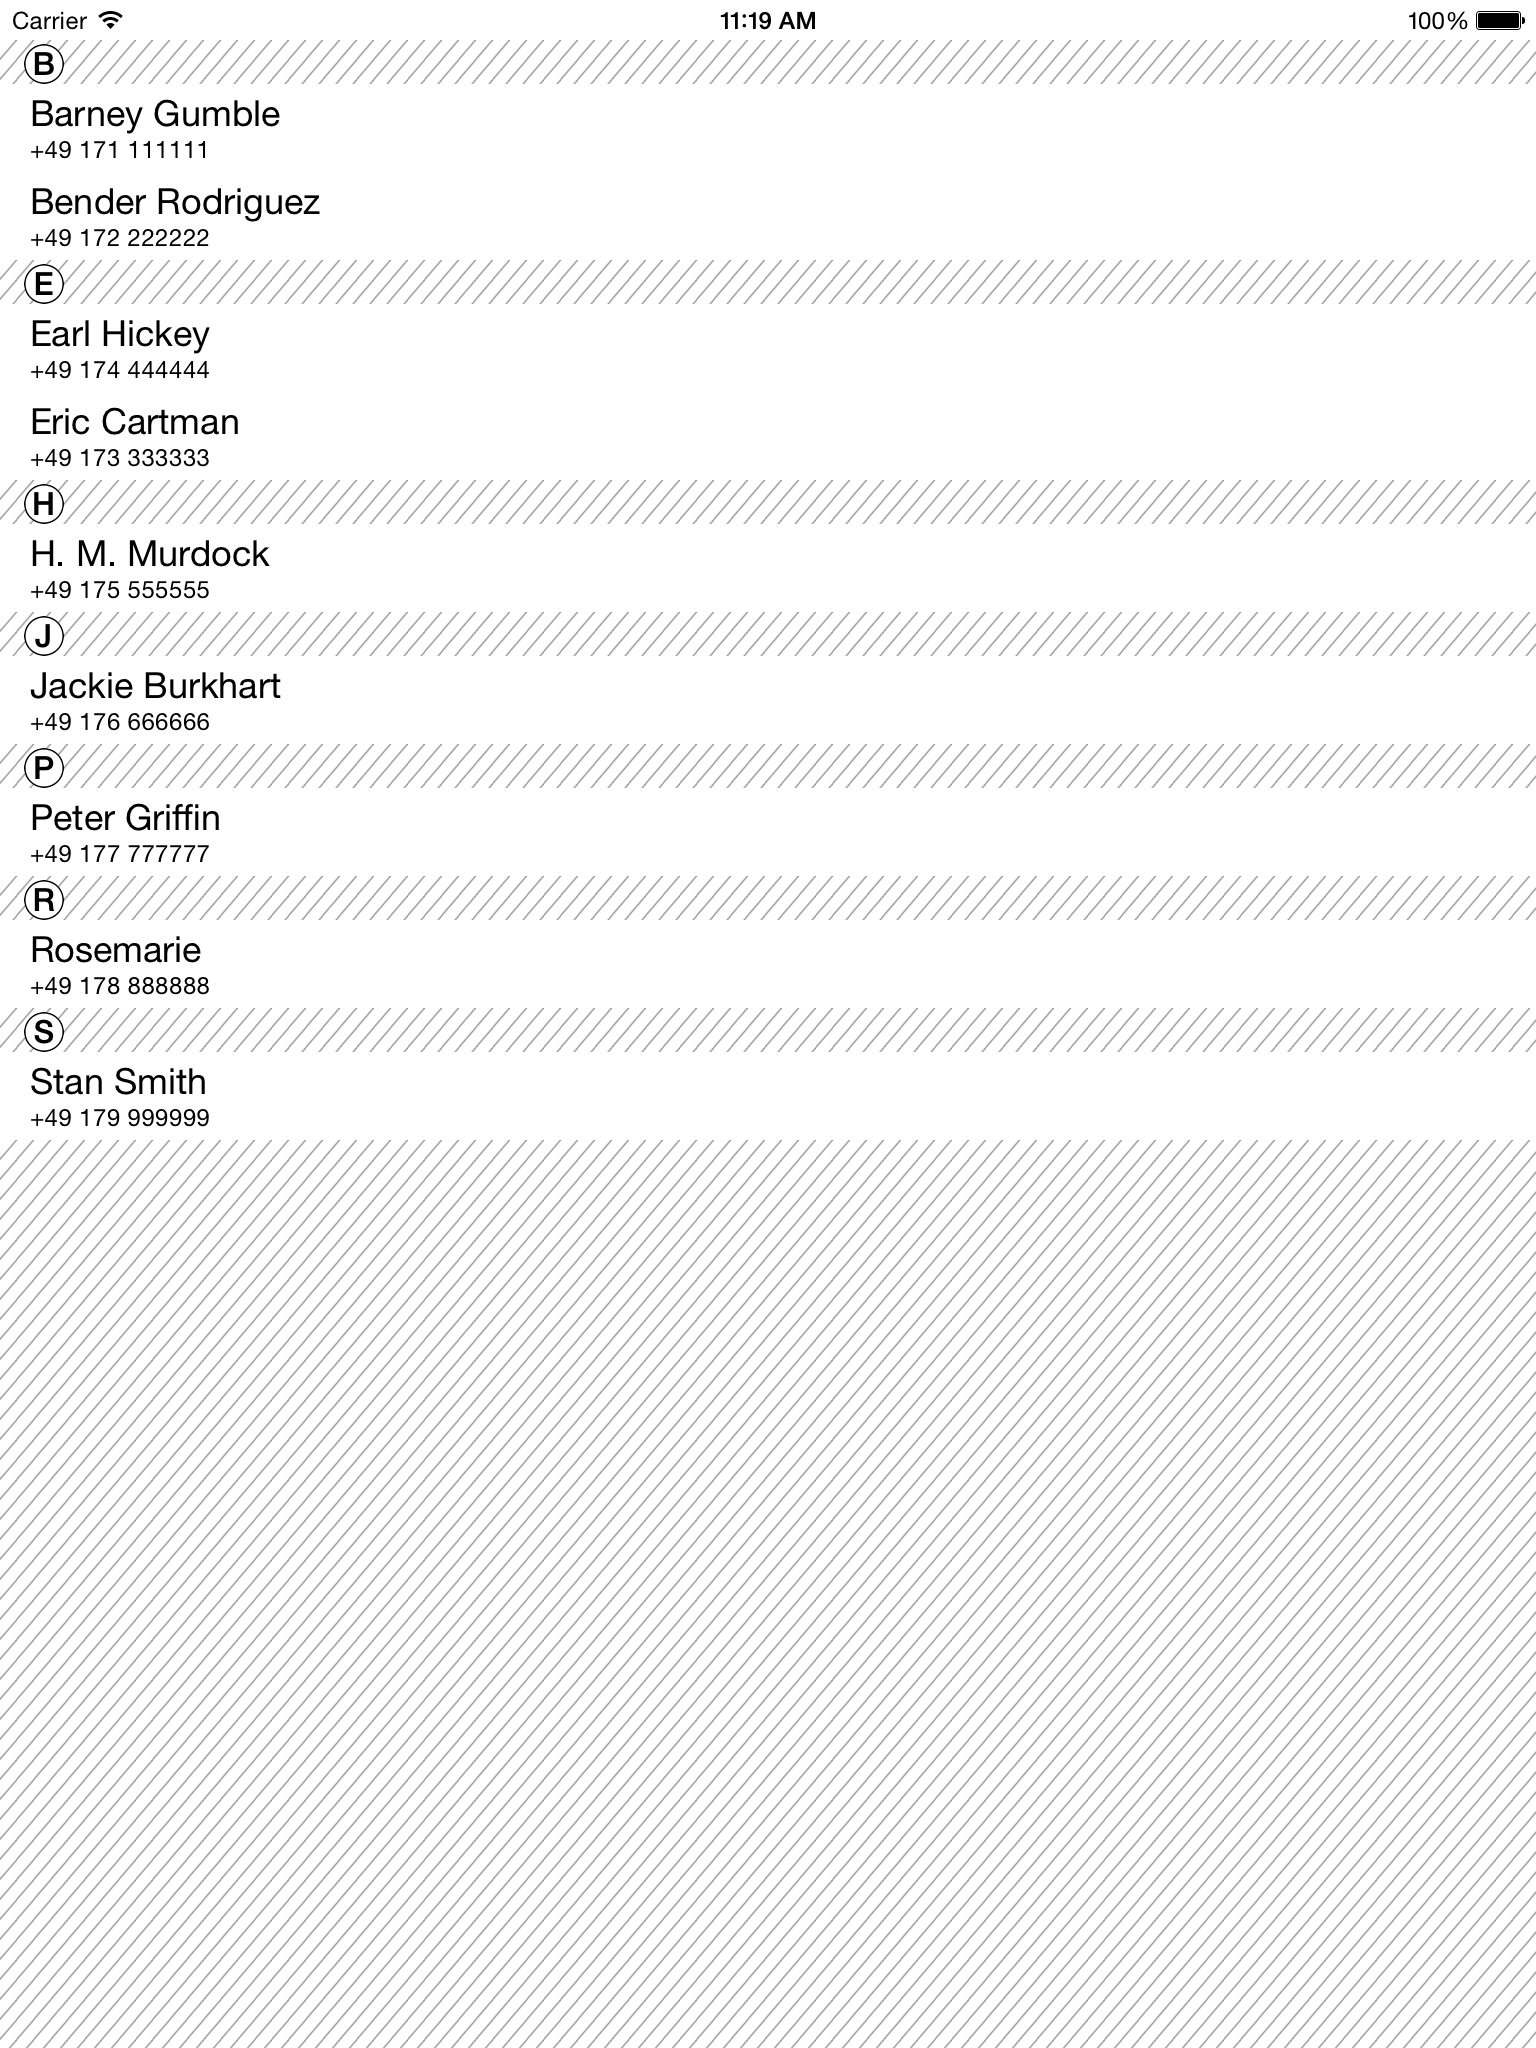 Carrier 11:19 AM 100%
B
Barney Gumble
+49 171 111111
Bender Rodriguez
+49 172 222222
E
Earl Hickey
+49 174 444444
Eric Cartman
+49 173 333333
H
H. M. Murdock
+49 175 555555
J
Jackie Burkhart
+49 176 666666
P
Peter Griffin
+49 177 777777
R
Rosemarie
+49 178 888888
S
Stan Smith
+49 179 999999